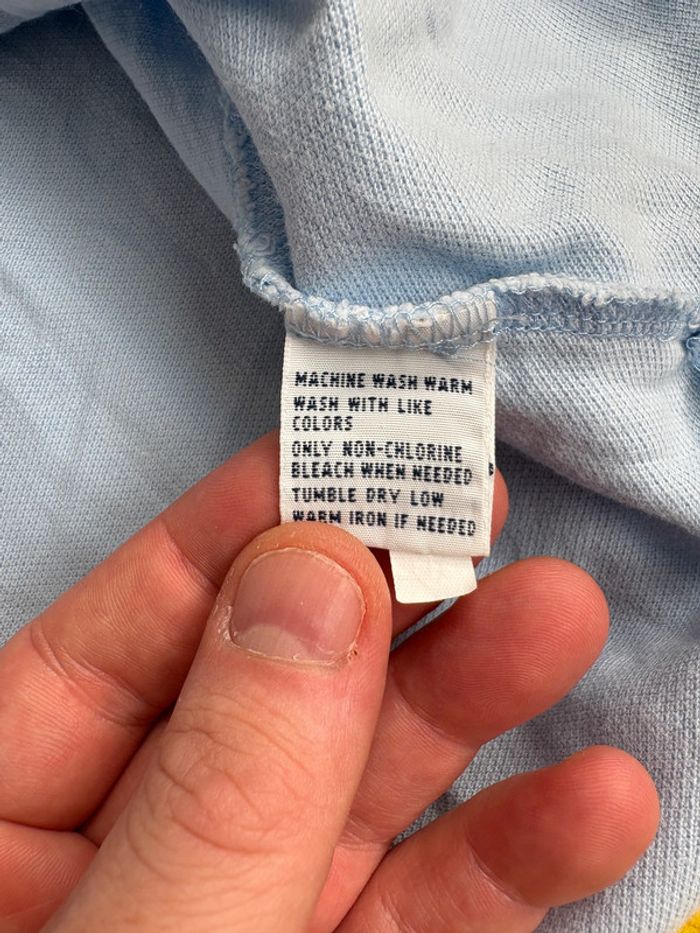 MACHINE WASH WARM
WASH WITH LIKE
COLORS
ONLY NON-CHLORINE
BLEACH WHEN NEEDED
TUMBLE DRY LOW
WARM IRON IF NEEDED